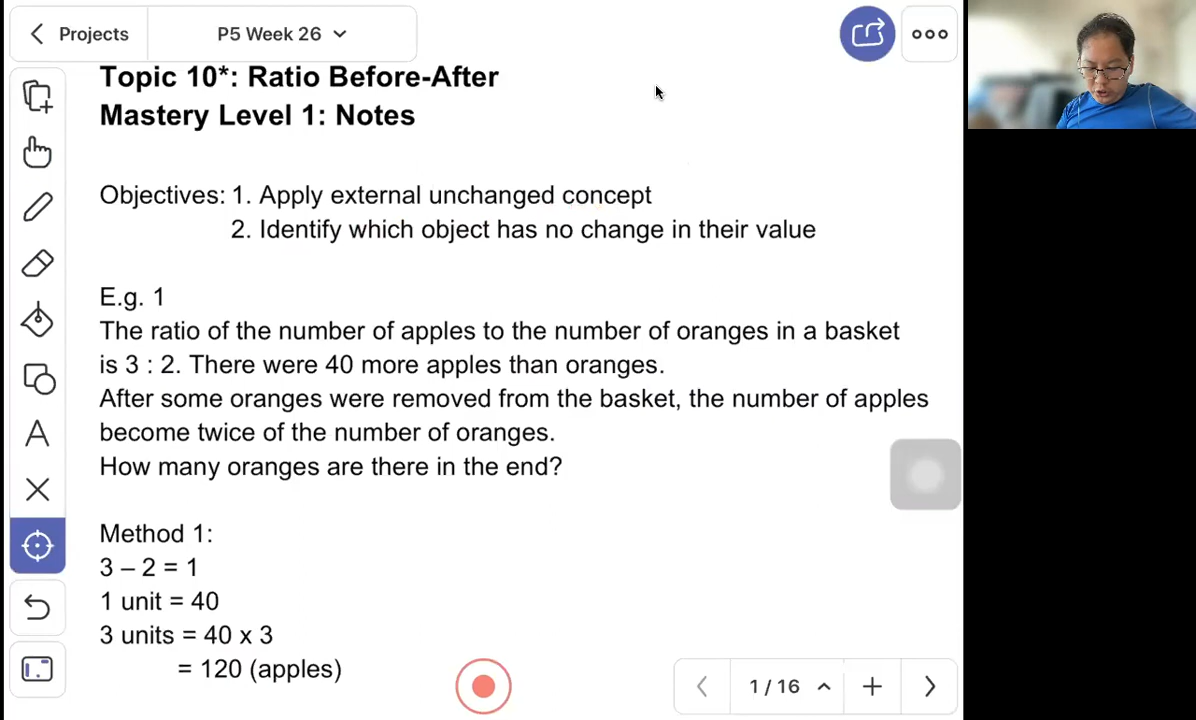 Projects
P5 Week 26
Topic 10*: Ratio Before-After
Mastery Level 1: Notes
Objectives: 1. Apply external unchanged concept
2. Identify which object has no change in their value
E.g. 1
The ratio of the number of apples to the number of oranges in a basket
is 3 : 2. There were 40 more apples than oranges.
After some oranges were removed from the basket, the number of apples
become twice of the number of oranges.
How many oranges are there in the end?
Method 1:
3 – 2 = 1
1 unit = 40
3 units = 40 x 3
= 120 (apples)
1 / 16